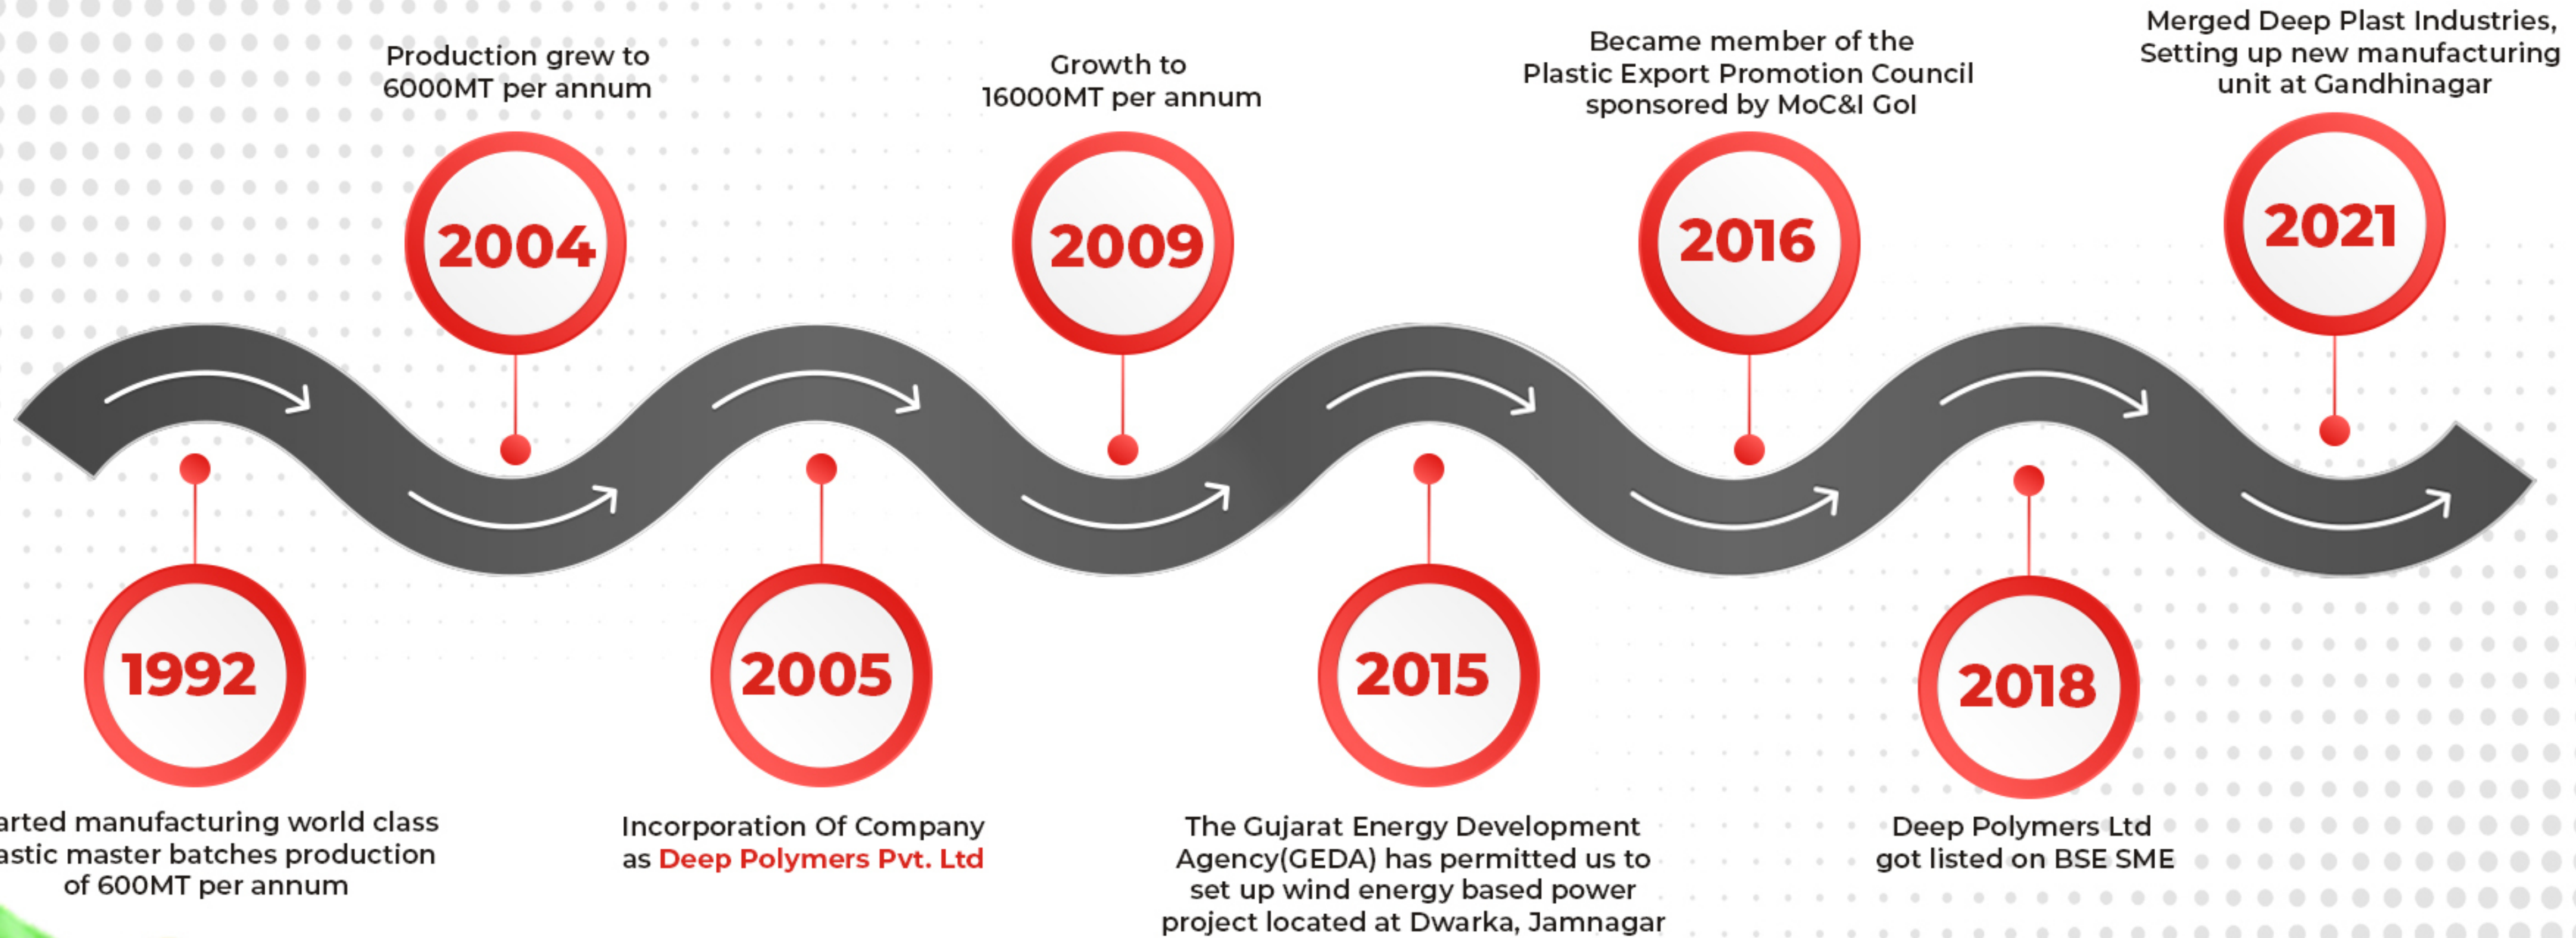 Production grew to
6000MT per annum
Growth to
16000MT per annum
Became member of the
Plastic Export Promotion Council
sponsored by MoC&I GoI
Merged Deep Plast Industries,
Setting up new manufacturing
unit at Gandhinagar
2004
2009
2016
2021
1992
2005
2015
2018
arted manufacturing world class
astic master batches production
of 600MT per annum
Incorporation Of Company
as Deep Polymers Pvt. Ltd
The Gujarat Energy Development
Agency(GEDA) has permitted us to
set up wind energy based power
project located at Dwarka, Jamnagar
Deep Polymers Ltd
got listed on BSE SME